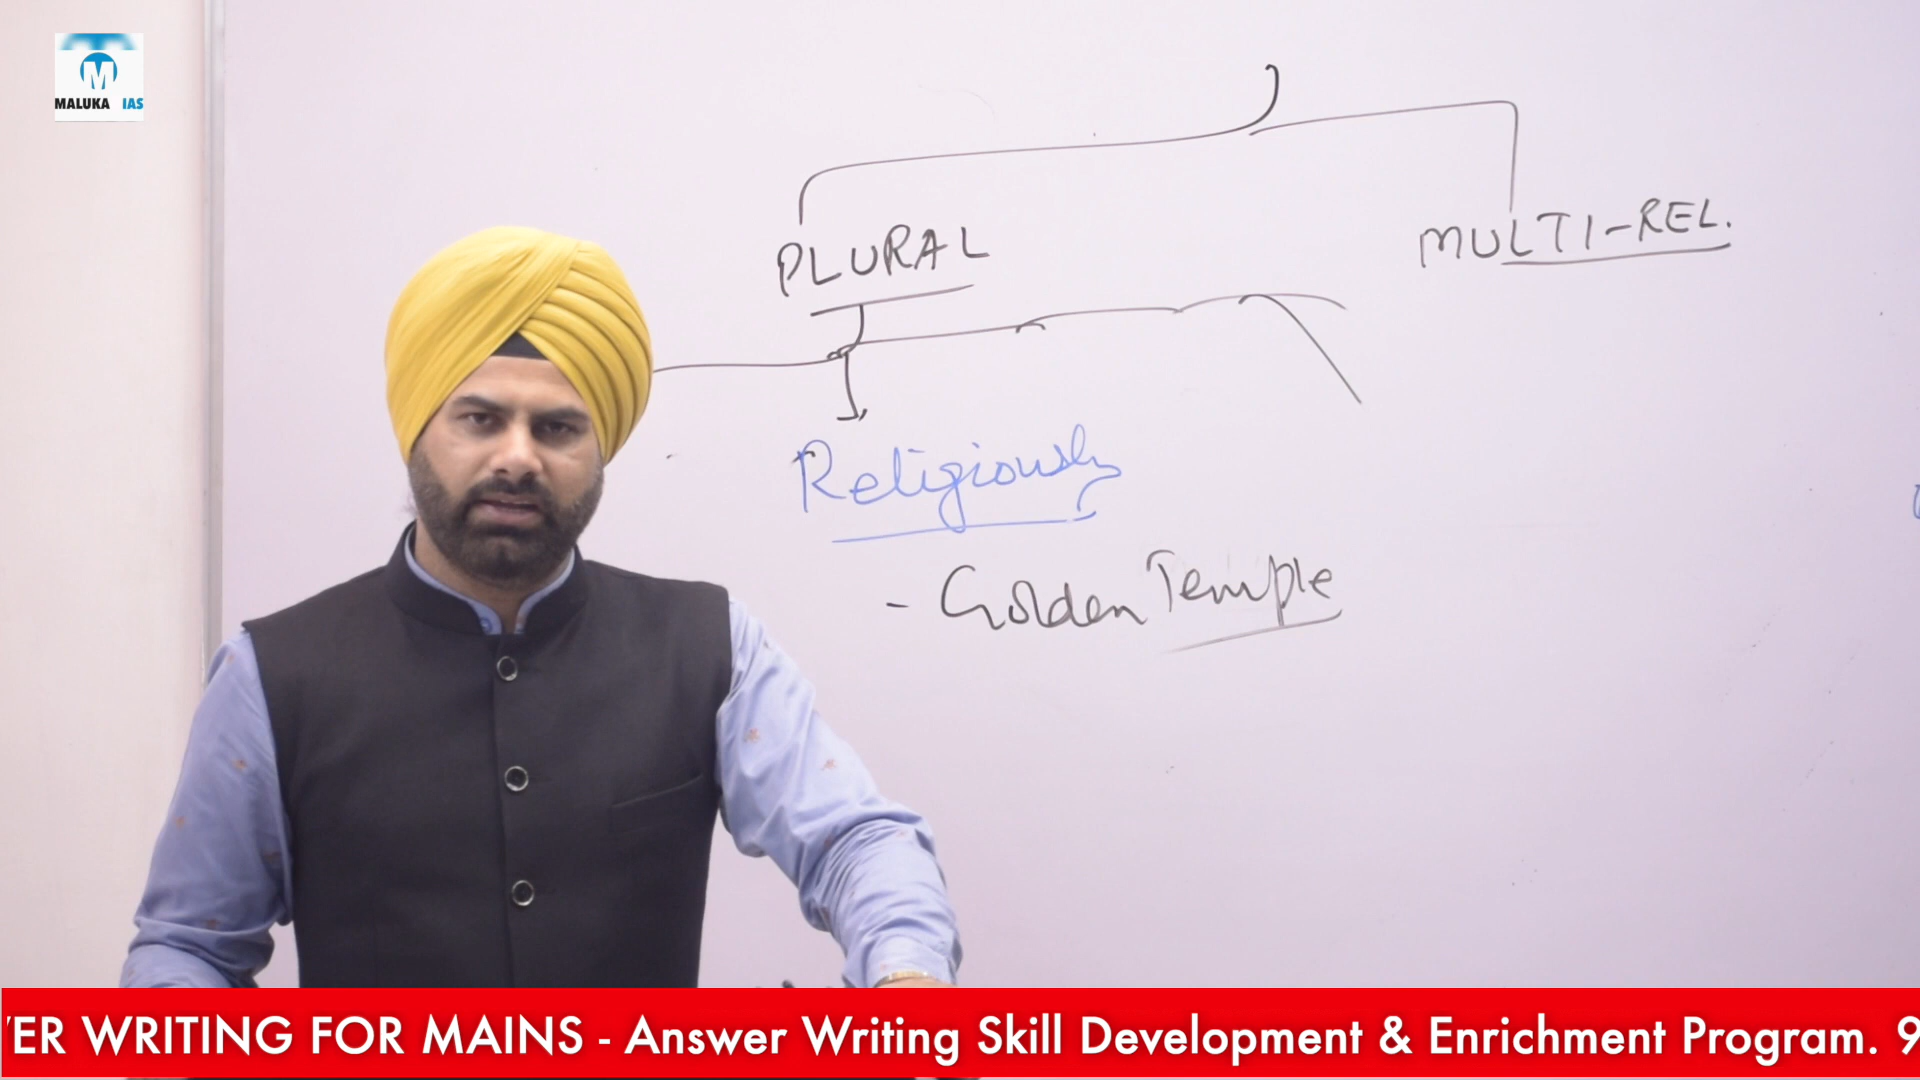 MALUKA IAS
PLURAL
MULTI-REL.
Religiously
- Golden Temple
ER WRITING FOR MAINS - Answer Writing Skill Development & Enrichment Program. 9